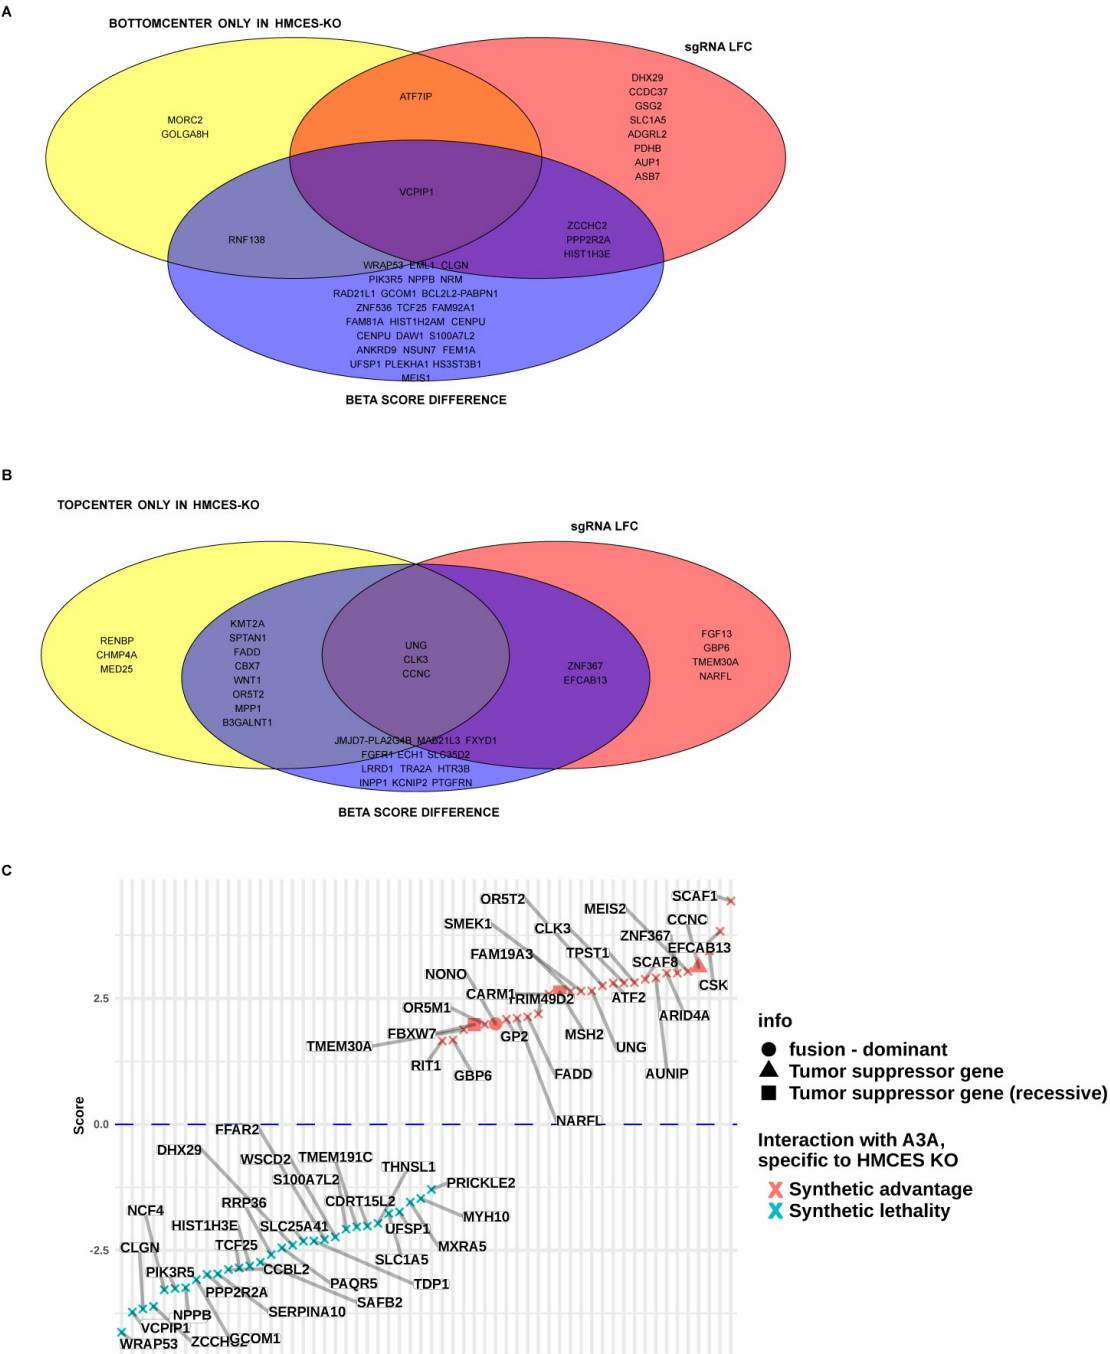 A
BOTTOMCENTER ONLY IN HMCES-KO
sgRNA LFC
MORC2
GOLGA8H
ATF7IP
DHX29
CCDC37
GSG2
SLC1A5
ADGRL2
PDHB
AUP1
ASB7
VCPIP1
RNF138
ZCCHC2
PPP2R2A
HIST1H3E
WRAP53 EML1 CLGN
PIK3R5 NPPB NRM
RAD21L1 GCOM1 BCL2L2-PABPN1
ZNF536 TCF25 FAM92A1
FAM81A HIST1H2AM CENPU
CENPU DAW1 S100A7L2
ANKRD9 NSUN7 FEM1A
UFSP1 PLEKHA1 HS3ST3B1
MEIS1
BETA SCORE DIFFERENCE
B
TOPCENTER ONLY IN HMCES-KO
sgRNA LFC
RENBP
CHMP4A
MED25
KMT2A
SPTAN1
FADD
CBX7
WNT1
OR5T2
MPP1
B3GALNT1
UNG
CLK3
CCNC
ZNF367
EFCAB13
FGF13
GBP6
TMEM30A
NARFL
JMJD7-PLA2G4B MAB21L3 FXYD1
FGFR1 ECH1 SLC35D2
LRRD1 TRA2A HTR3B
INPP1 KCNIP2 PTGFRN
BETA SCORE DIFFERENCE
C
Score
2.5
0.0
-2.5
SCAF1
OR5T2
MEIS2
CCNC
SMEK1
CLK3
ZNF367
EFCAB13
FAM19A3
TPST1
SCAF8
NONO
CSK
CARM1
TRIM49D2
ATF2
OR5M1
ARID4A
FBXW7
GP2
MSH2
TMEM30A
UNG
RIT1
GBP6
FADD
AUNIP
NARFL
FFAR2
DHX29
WSCD2
TMEM191C
THNSL1
S100A7L2
PRICKLE2
NCF4
RRP36
CDRT15L2
MYH10
HIST1H3E
SLC25A41
UFSP1
CLGN
TCF25
MXRA5
SLC1A5
PIK3R5
CCBL2
PAQR5
TDP1
PPP2R2A
SAFB2
NPPB
SERPINA10
VCPIP1
WRAP53
ZCCHC2
GCOM1
info
fusion - dominant
Tumor suppressor gene
Tumor suppressor gene (recessive)
Interaction with A3A,
specific to HMCES KO
Synthetic advantage
Synthetic lethality